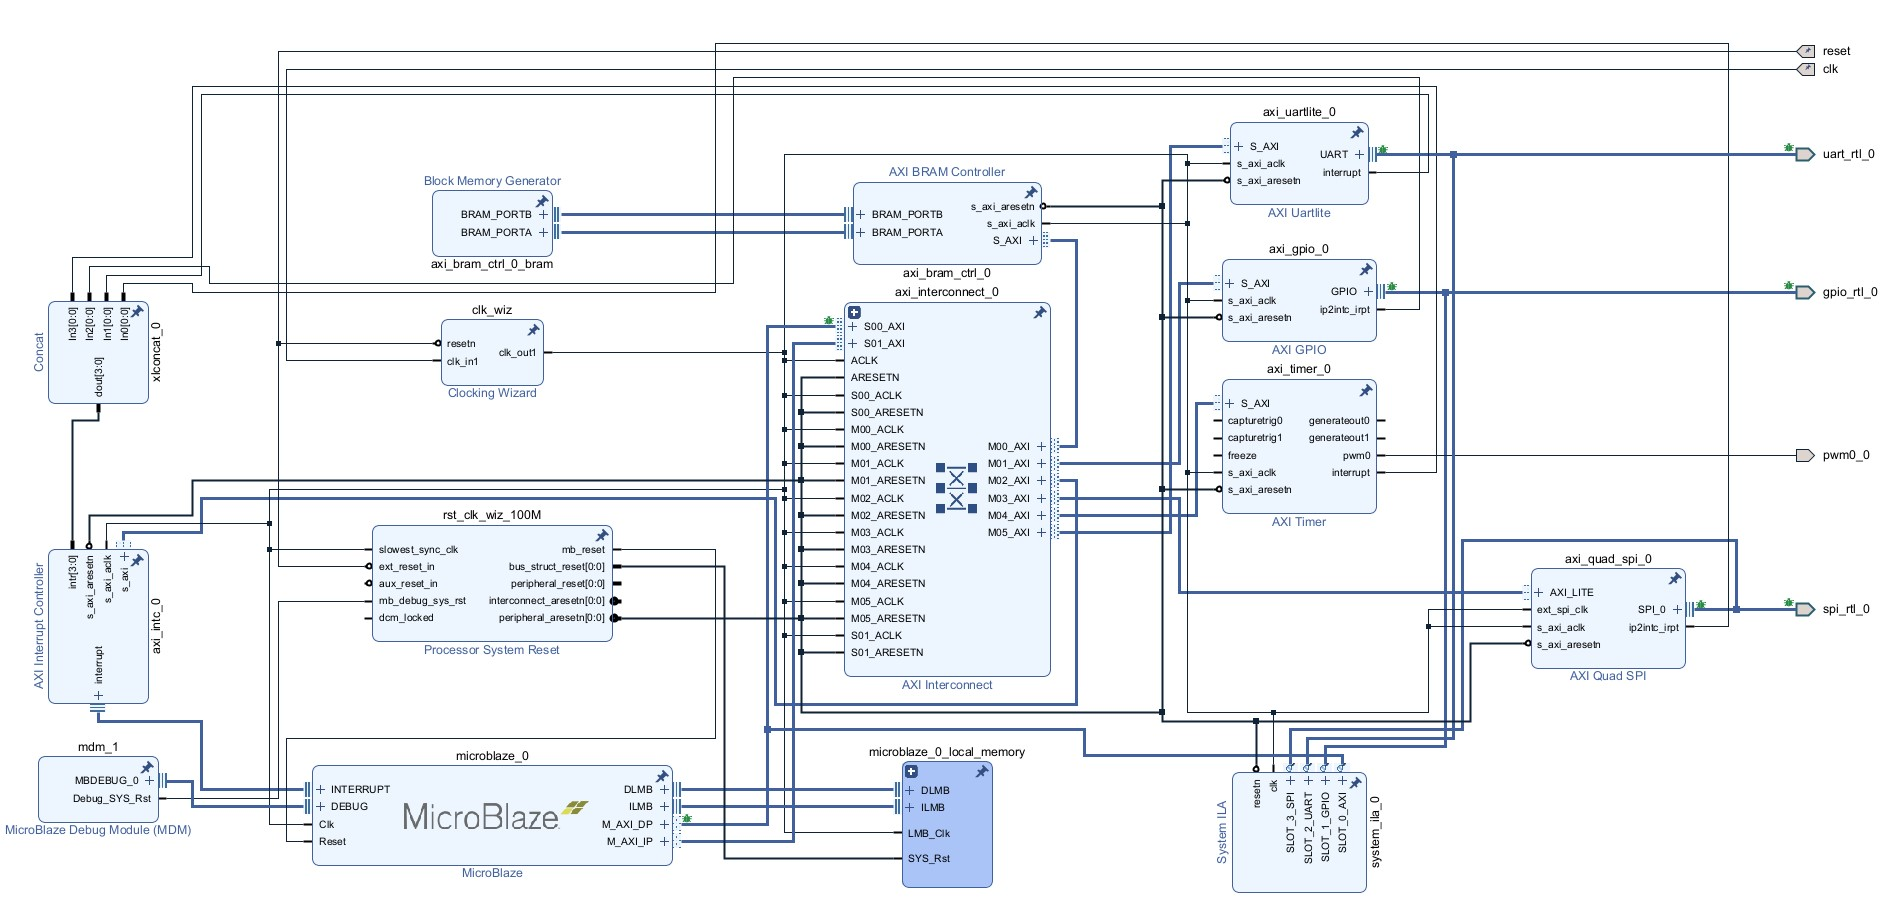 reset
clk
axi_uartlite_0
S_AXI
s_axi_aclk
s_axi_aresetn
UART
interrupt
AXI Uartlite
uart_rtl_0
Block Memory Generator
BRAM_PORTB
BRAM_PORTA
axi_bram_ctrl_0_bram
AXI BRAM Controller
BRAM_PORTB
BRAM_PORTA
s_axi_aresetn
s_axi_aclk
S_AXI
axi_bram_ctrl_0
axi_gpio_0
S_AXI
s_axi_aclk
s_axi_aresetn
GPIO
ip2intc_irpt
AXI GPIO
gpio_rtl_0
Concat
In3[0:0]
In2[0:0]
In1[0:0]
In0[0:0]
dout[3:0]
xlconcat_0
clk_wiz
resetn
clk_in1
clk_out1
Clocking Wizard
axi_interconnect_0
S00_AXI
S01_AXI
ACLK
ARESETN
S00_ACLK
S00_ARESETN
M00_ACLK
M00_ARESETN
M01_ACLK
M01_ARESETN
M02_ACLK
M02_ARESETN
M03_ACLK
M03_ARESETN
M04_ACLK
M04_ARESETN
M05_ACLK
M05_ARESETN
S01_ACLK
S01_ARESETN
M00_AXI
M01_AXI
M02_AXI
M03_AXI
M04_AXI
M05_AXI
AXI Interconnect
axi_timer_0
S_AXI
capturetrig0
capturetrig1
freeze
s_axi_aclk
s_axi_aresetn
generateout0
generateout1
pwm0
interrupt
AXI Timer
pwm0_0
AXI Interrupt Controller
intr[3:0]
s_axi_aresetn
s_axi_aclk
s_axi
interrupt
axi_intc_0
rst_clk_wiz_100M
slowest_sync_clk
ext_reset_in
aux_reset_in
mb_debug_sys_rst
dcm_locked
mb_reset
bus_struct_reset[0:0]
peripheral_reset[0:0]
interconnect_aresetn[0:0]
peripheral_aresetn[0:0]
Processor System Reset
axi_quad_spi_0
AXI_LITE
ext_spi_clk
s_axi_aclk
s_axi_aresetn
SPI_0
ip2intc_irpt
AXI Quad SPI
spi_rtl_0
mdm_1
MBDEBUG_0
Debug_SYS_Rst
MicroBlaze Debug Module (MDM)
microblaze_0
INTERRUPT
DEBUG
Clk
Reset
MicroBlaze
DLMB
ILMB
M_AXI_DP
M_AXI_IP
MicroBlaze
microblaze_0_local_memory
DLMB
ILMB
LMB_Clk
SYS_Rst
System ILA
resetn
clk
SLOT_3_SPI
SLOT_2_UART
SLOT_1_GPIO
SLOT_0_AXI
system_ila_0